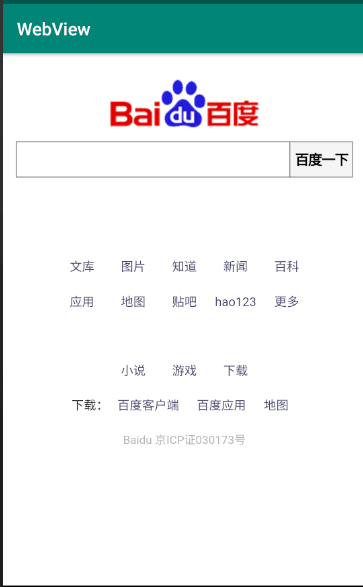 WebView
Bai du 百度
百度一下
文库 图片 知道 新闻 百科
应用 地图 贴吧 hao123 更多
小说 游戏 下载
下载： 百度客户端 百度应用 地图
Baidu 京ICP证030173号